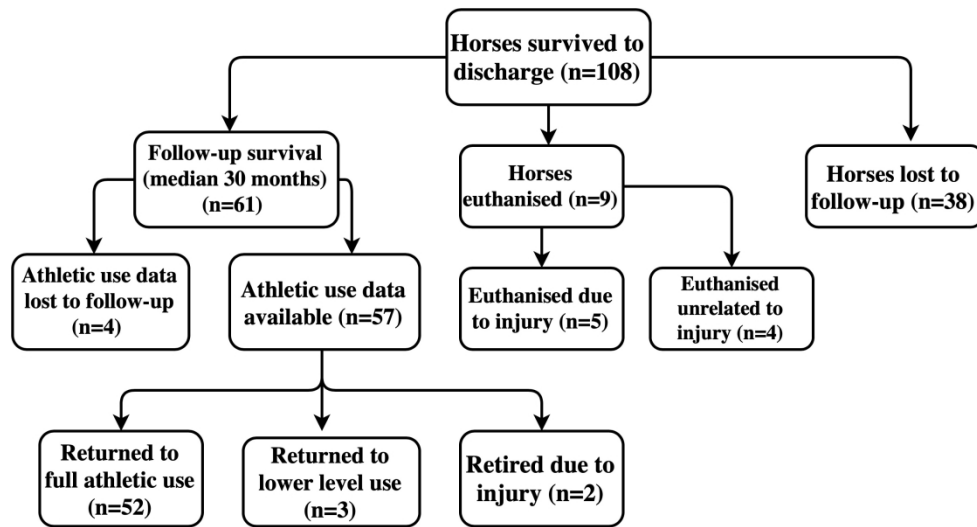 Horses survived to
discharge (n=108)
Follow-up survival
(median 30 months)
(n=61)
Horses
euthanised (n=9)
Horses lost to
follow-up (n=38)
Athletic use data
lost to follow-up
(n=4)
Athletic use data
available (n=57)
Euthanised due
to injury (n=5)
Euthanised
unrelated to
injury (n=4)
Returned to
full athletic use
(n=52)
Returned to
lower level use
(n=3)
Retired due to
injury (n=2)